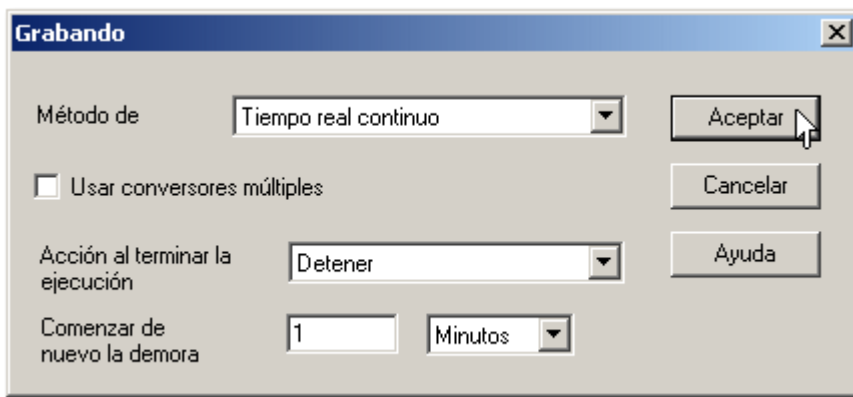 Grabando
Método de
Tiempo real continuo
Aceptar
Usar conversores múltiples
Cancelar
Acción al terminar la
ejecución
Detener
Ayuda
Comenzar de
nuevo la demora
1
Minutos